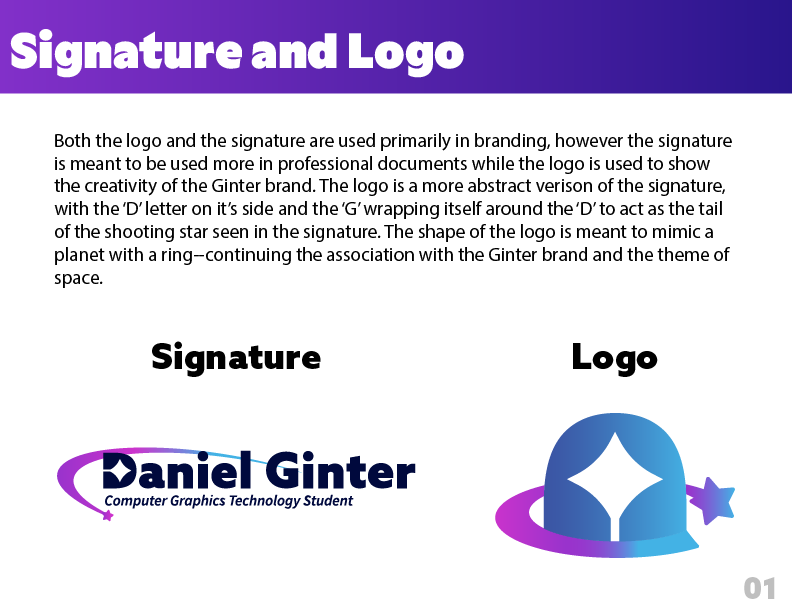 Signature and Logo
Both the logo and the signature are used primarily in branding, however the signature
is meant to be used more in professional documents while the logo is used to show
the creativity of the Ginter brand. The logo is a more abstract verison of the signature,
with the ‘D’ letter on it’s side and the ‘G’ wrapping itself around the ‘D’ to act as the tail
of the shooting star seen in the signature. The shape of the logo is meant to mimic a
planet with a ring--continuing the association with the Ginter brand and the theme of
space.
Signature
Logo
Daniel Ginter
Computer Graphics Technology Student
01